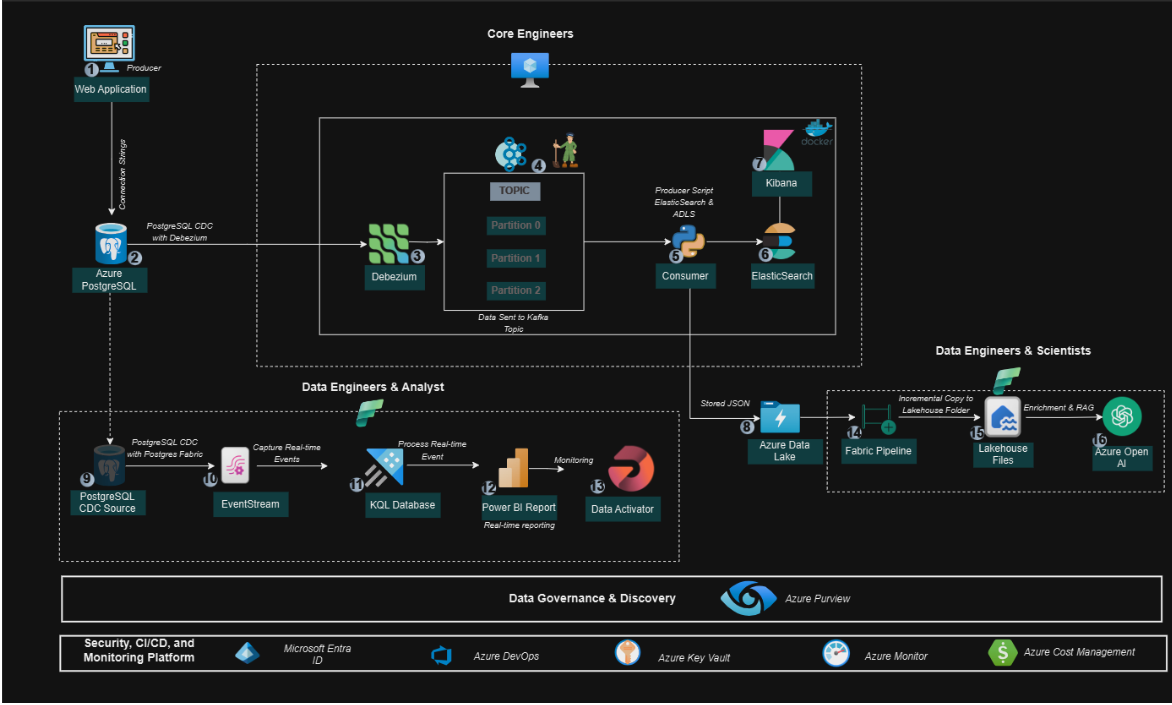 Core Engineers
1
Producer
Web Application
Connection Strings
docker
4
7
TOPIC
Kibana
Partition 0
Partition 1
Partition 2
Producer Script
ElasticSearch &
ADLS
PostgreSQL CDC
with Debezium
2
Azure
PostgreSQL
3
Debezium
5
Consumer
6
ElasticSearch
Data Sent to Kafka
Topic
Data Engineers & Scientists
Data Engineers & Analyst
Stored JSON
8
Azure Data
Lake
14
Fabric Pipeline
Incremental Copy to
Lakehouse Folder
15
Lakehouse
Files
Enrichment & RAG
16
Azure Open
AI
PostgreSQL CDC
with Postgres Fabric
9
PostgreSQL
CDC Source
10
EventStream
Capture Real-time
Events
11
KQL Database
Process Real-time
Event
12
Power BI Report
Real-time reporting
Monitoring
13
Data Activator
Data Governance & Discovery
Azure Purview
Security, CI/CD, and
Monitoring Platform
Microsoft Entra
ID
Azure DevOps
Azure Key Vault
Azure Monitor
Azure Cost Management